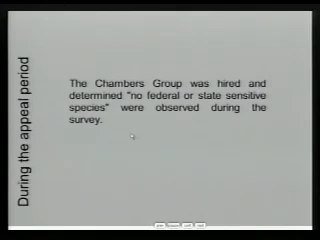 During the appeal period
The Chambers Group was hired and
determined "no federal or state sensitive
species" were observed during the
survey.